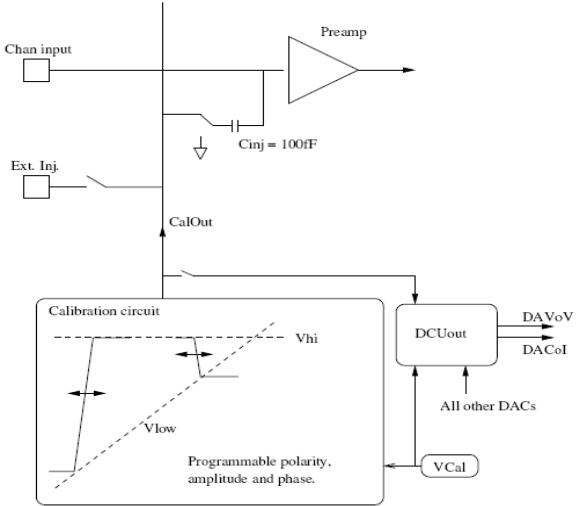 Preamp
Chan input
Cinj = 100fF
Ext. Inj.
CalOut
Calibration circuit
Vhi
DAVoV
DCUout
DACoI
All other DACs
Vlow
Programmable polarity,
amplitude and phase.
VCal